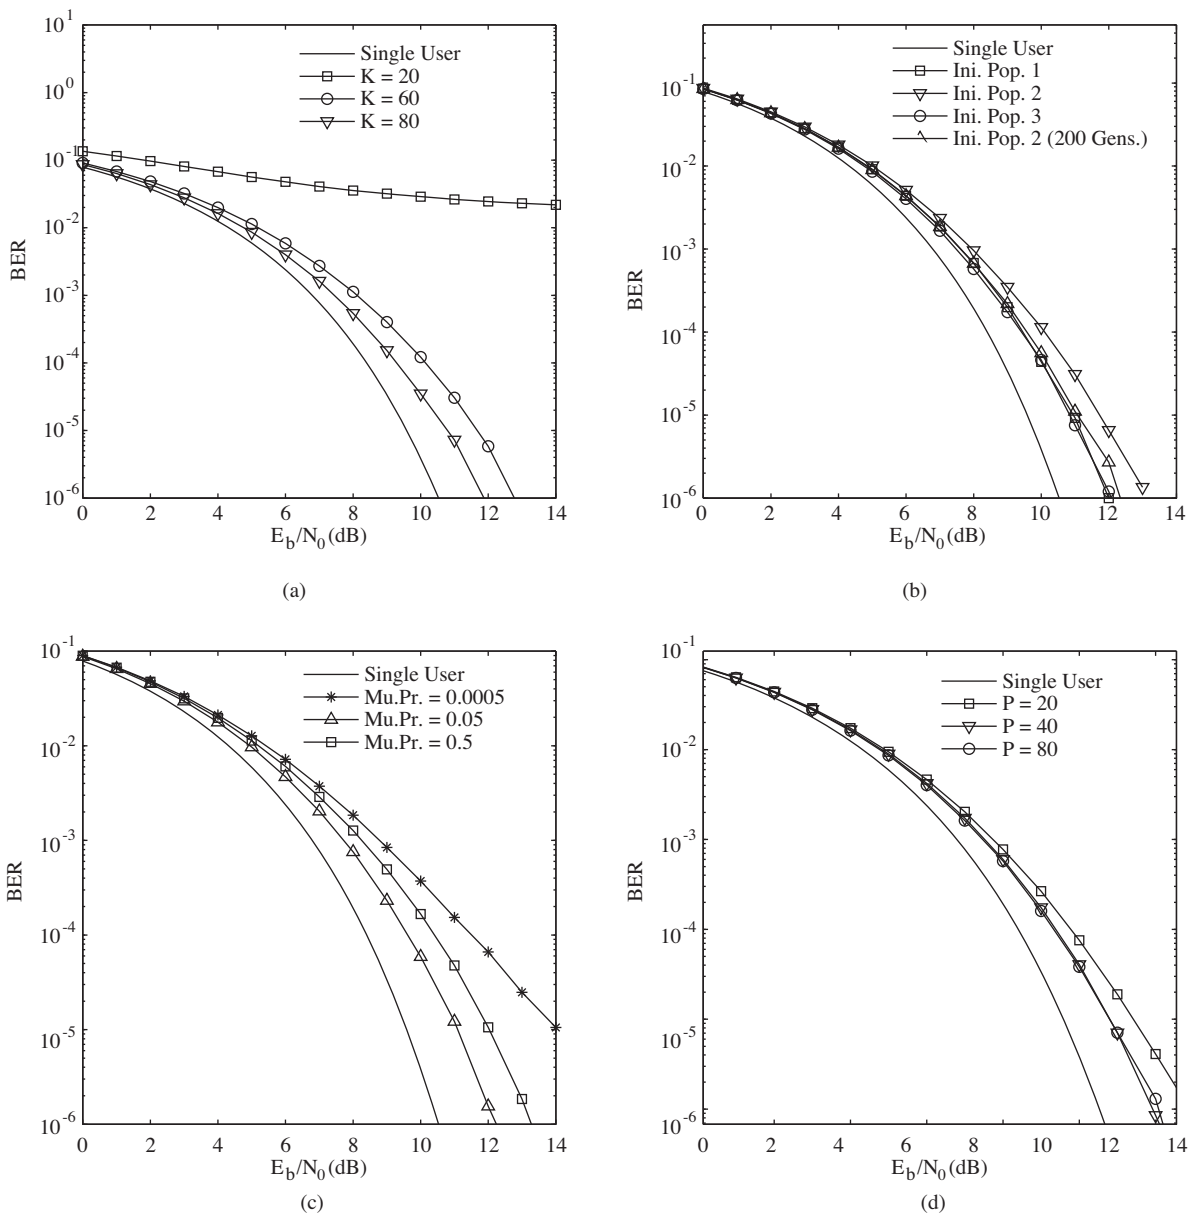 10^1
10^0
10^-1
10^-2
10^-3
10^-4
10^-5
10^-6
BER
Single User
K = 20
K = 60
K = 80
0 2 4 6 8 10 12 14
E_b/N_0 (dB)
(a)
10^-1
10^-2
10^-3
10^-4
10^-5
10^-6
BER
Single User
Ini. Pop. 1
Ini. Pop. 2
Ini. Pop. 3
Ini. Pop. 2 (200 Gens.)
0 2 4 6 8 10 12 14
E_b/N_0 (dB)
(b)
10^-1
10^-2
10^-3
10^-4
10^-5
10^-6
BER
Single User
Mu.Pr. = 0.0005
Mu.Pr. = 0.05
Mu.Pr. = 0.5
0 2 4 6 8 10 12 14
E_b/N_0 (dB)
(c)
10^-1
10^-2
10^-3
10^-4
10^-5
10^-6
BER
Single User
P = 20
P = 40
P = 80
0 2 4 6 8 10 12 14
E_b/N_0 (dB)
(d)